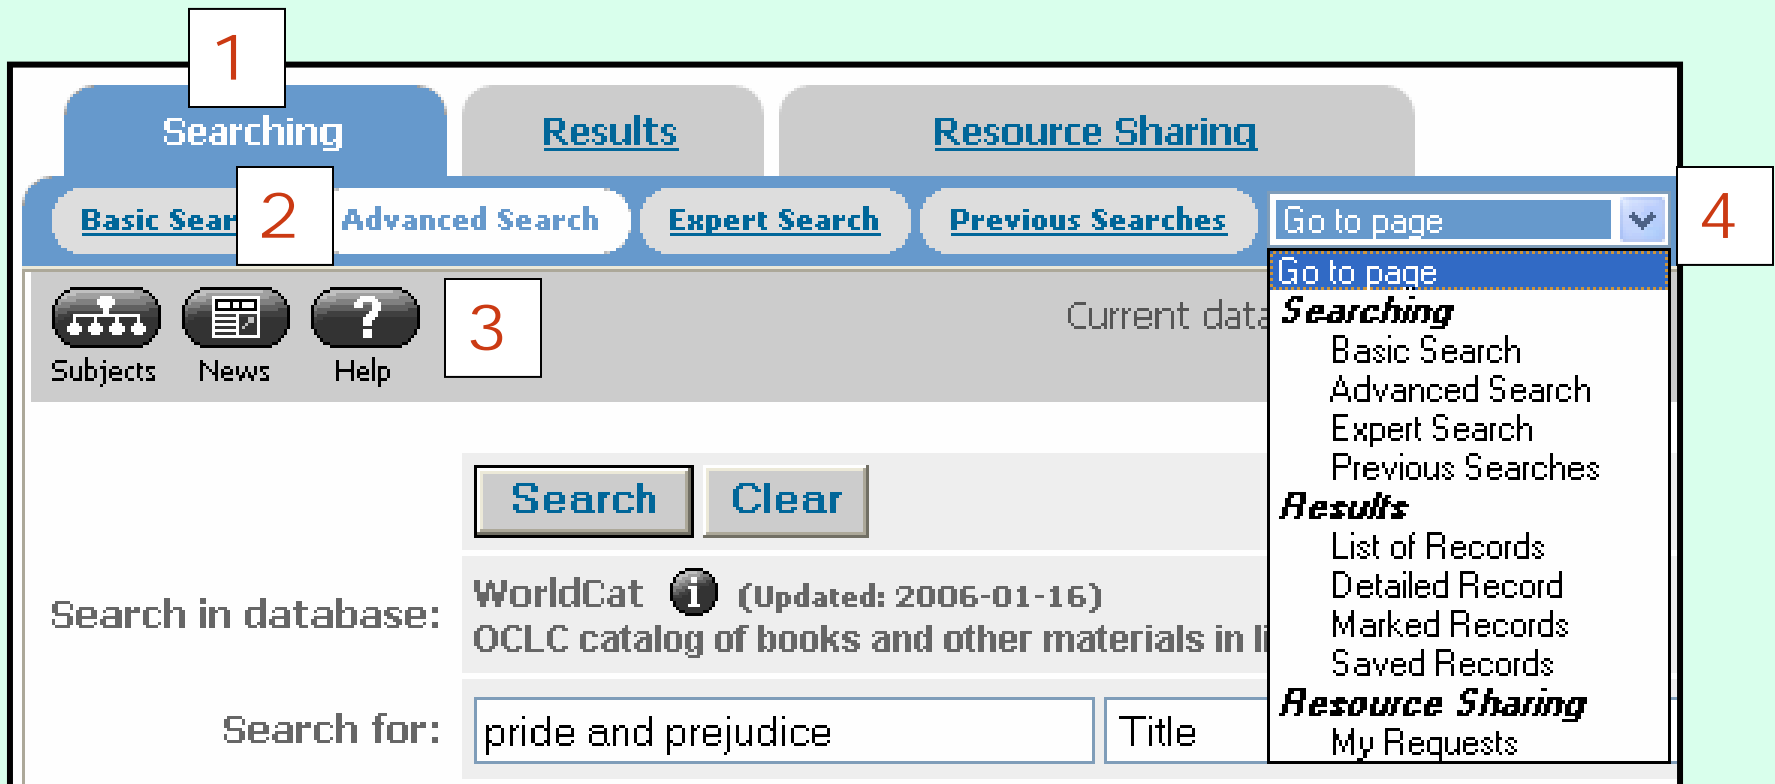 1
Searching Results Resource Sharing
Basic Sear 2 Advanced Search Expert Search Previous Searches Go to page 4
Go to page
Searching
Basic Search
Advanced Search
Expert Search
Previous Searches
Results
List of Records
Detailed Record
Marked Records
Saved Records
Resource Sharing
My Requests
3
Subjects News Help
Current data
Search Clear
Search in database: WorldCat (Updated: 2006-01-16)
OCLC catalog of books and other materials in li
Search for: pride and prejudice Title